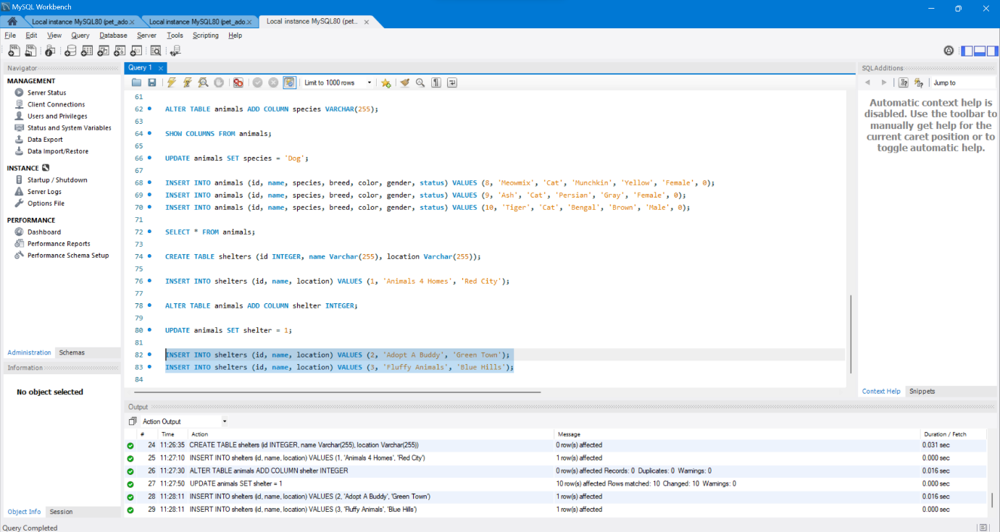 MySQL Workbench
Local instance MySQL80 (pet_ado.x
Local instance MySQL80 (pet_ado.x
Local instance MySQL80 (pet.. x
File Edit View Query Database Server Tools Scripting Help
Navigator
MANAGEMENT
Server Status
Client Connections
Users and Privileges
Status and System Variables
Data Export
Data Import/Restore
INSTANCE
Startup / Shutdown
Server Logs
Options File
PERFORMANCE
Dashboard
Performance Reports
Performance Schema Setup
Administration Schemas
Information
No object selected
Object Info Session
Query 1 x
Limit to 1000 rows
61
62 ALTER TABLE animals ADD COLUMN species VARCHAR(255);
63
64 SHOW COLUMNS FROM animals;
65
66 UPDATE animals SET species = 'Dog';
67
68 INSERT INTO animals (id, name, species, breed, color, gender, status) VALUES (8, 'Meowmix', 'Cat', 'Munchkin', 'Yellow', 'Female', 0);
69 INSERT INTO animals (id, name, species, breed, color, gender, status) VALUES (9, 'Ash', 'Cat', 'Persian', 'Gray', 'Female', 0);
70 INSERT INTO animals (id, name, species, breed, color, gender, status) VALUES (10, 'Tiger', 'Cat', 'Bengal', 'Brown', 'Male', 0);
71
72 SELECT * FROM animals;
73
74 CREATE TABLE shelters (id INTEGER, name Varchar(255), location Varchar(255));
75
76 INSERT INTO shelters (id, name, location) VALUES (1, 'Animals 4 Homes', 'Red City');
77
78 ALTER TABLE animals ADD COLUMN shelter INTEGER;
79
80 UPDATE animals SET shelter = 1;
81
82 INSERT INTO shelters (id, name, location) VALUES (2, 'Adopt A Buddy', 'Green Town');
83 INSERT INTO shelters (id, name, location) VALUES (3, 'Fluffy Animals', 'Blue Hills');
84
SQLAdditions
Jump to
Automatic context help is
disabled. Use the toolbar to
manually get help for the
current caret position or to
toggle automatic help.
Context Help Snippets
Output
Action Output
# Time Action Message Duration / Fetch
24 11:26:35 CREATE TABLE shelters (id INTEGER, name Varchar(255), location Varchar(255)) 0 row(s) affected 0.031 sec
25 11:27:10 INSERT INTO shelters (id, name, location) VALUES (1, 'Animals 4 Homes', 'Red City') 1 row(s) affected 0.000 sec
26 11:27:30 ALTER TABLE animals ADD COLUMN shelter INTEGER 0 row(s) affected Records: 0 Duplicates: 0 Warnings: 0 0.016 sec
27 11:27:50 UPDATE animals SET shelter = 1 10 row(s) affected Rows matched: 10 Changed: 10 Warnings: 0 0.000 sec
28 11:28:11 INSERT INTO shelters (id, name, location) VALUES (2, 'Adopt A Buddy', 'Green Town') 1 row(s) affected 0.016 sec
29 11:28:11 INSERT INTO shelters (id, name, location) VALUES (3, 'Fluffy Animals', 'Blue Hills') 1 row(s) affected 0.000 sec
Query Completed